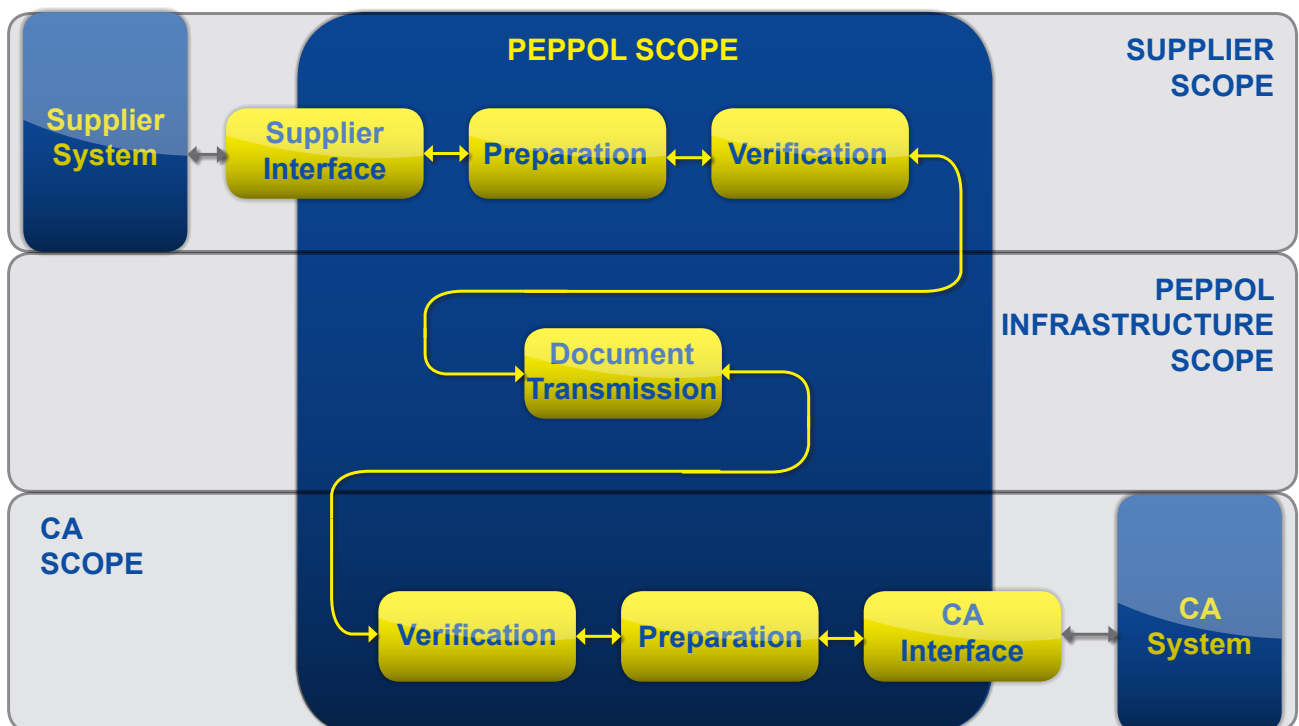 PEPPOL SCOPE
SUPPLIER
SCOPE
Supplier
System
Supplier
Interface
Preparation
Verification
PEPPOL
INFRASTRUCTURE
SCOPE
Document
Transmission
CA
SCOPE
Verification
Preparation
CA
Interface
CA
System